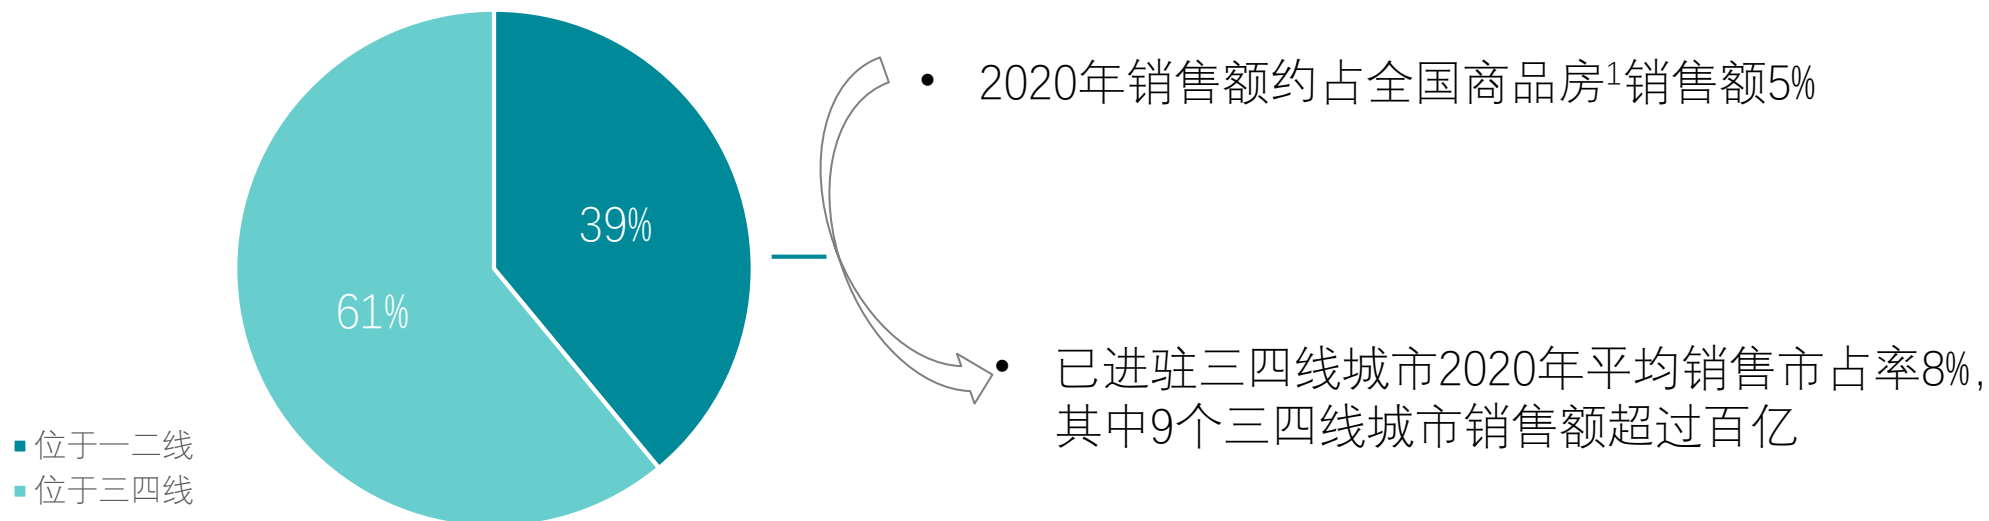 2020年销售额约占全国商品房1销售额5%
39%
61%
已进驻三四线城市2020年平均销售市占率8%,
其中9个三四线城市销售额超过百亿
位于一二线
位于三四线